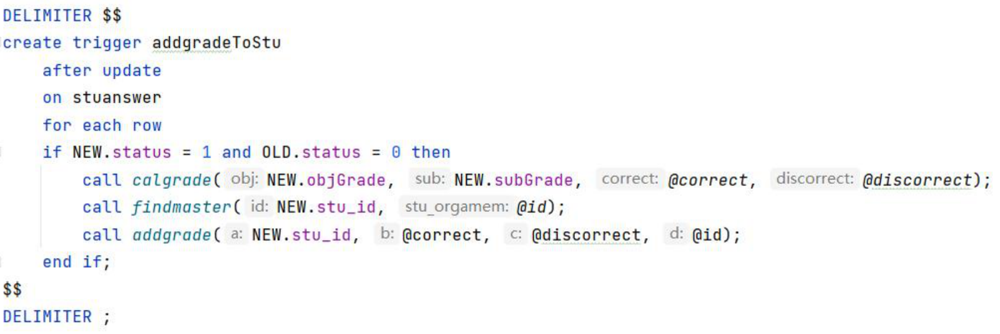 DELIMITER $$
create trigger addgradeToStu
after update
on stuanswer
for each row
if NEW.status = 1 and OLD.status = 0 then
call calgrade( obj: NEW.objGrade, sub: NEW.subGrade, correct: @correct, discorrect: @discorrect);
call findmaster( id: NEW.stu_id, stu_orgamem: @id);
call addgrade( a: NEW.stu_id, b: @correct, c: @discorrect, d: @id);
end if;
$$
DELIMITER ;